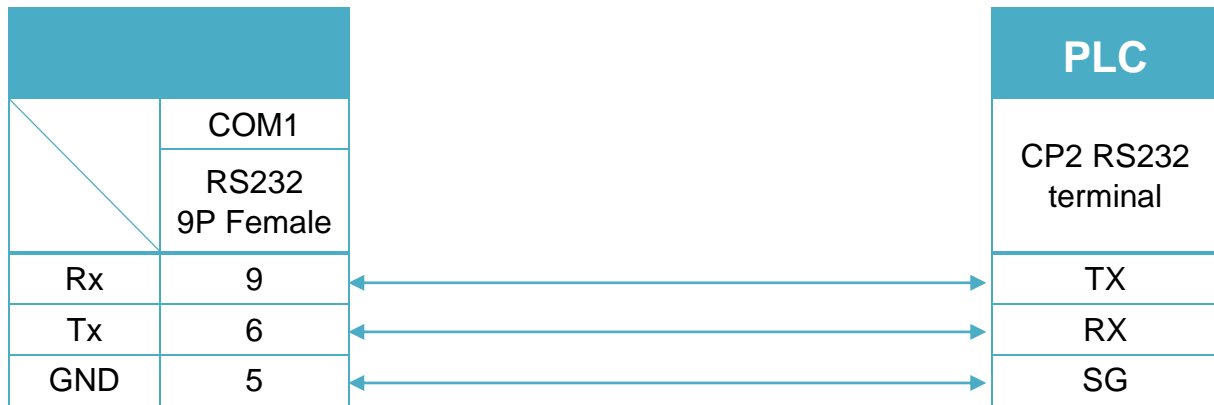 PLC
COM1
CP2 RS232
terminal
RS232
9P Female
Rx 9 TX
Tx 6 RX
GND 5 SG